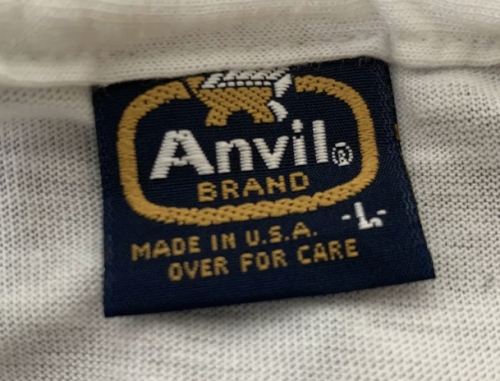 Anvil®
BRAND
-L-
MADE IN U.S.A.
OVER FOR CARE